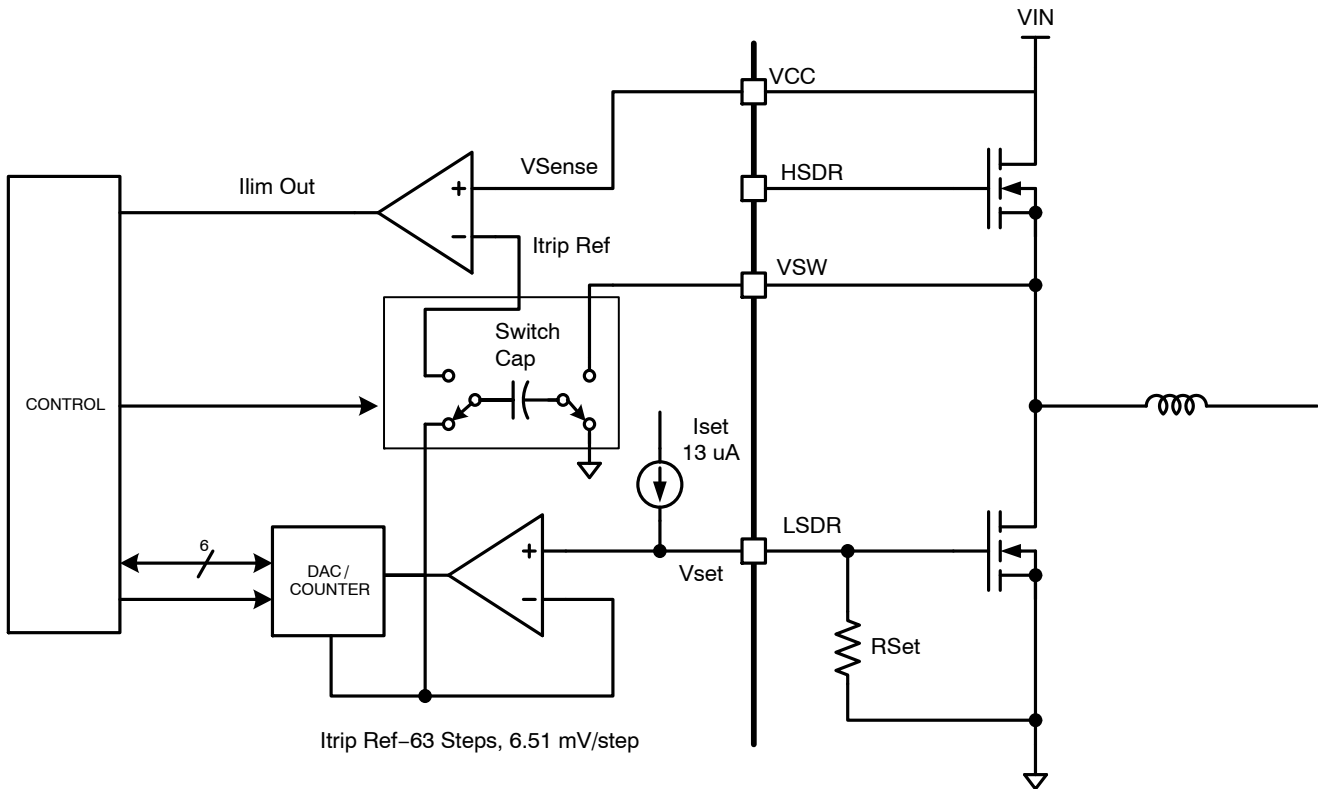 VIN
VCC
VSense
HSDR
Ilim Out
+
−
Itrip Ref
VSW
Switch
Cap
CONTROL
Iset
13 uA
LSDR
6
DAC/
COUNTER
+
−
Vset
RSet
Itrip Ref−63 Steps, 6.51 mV/step